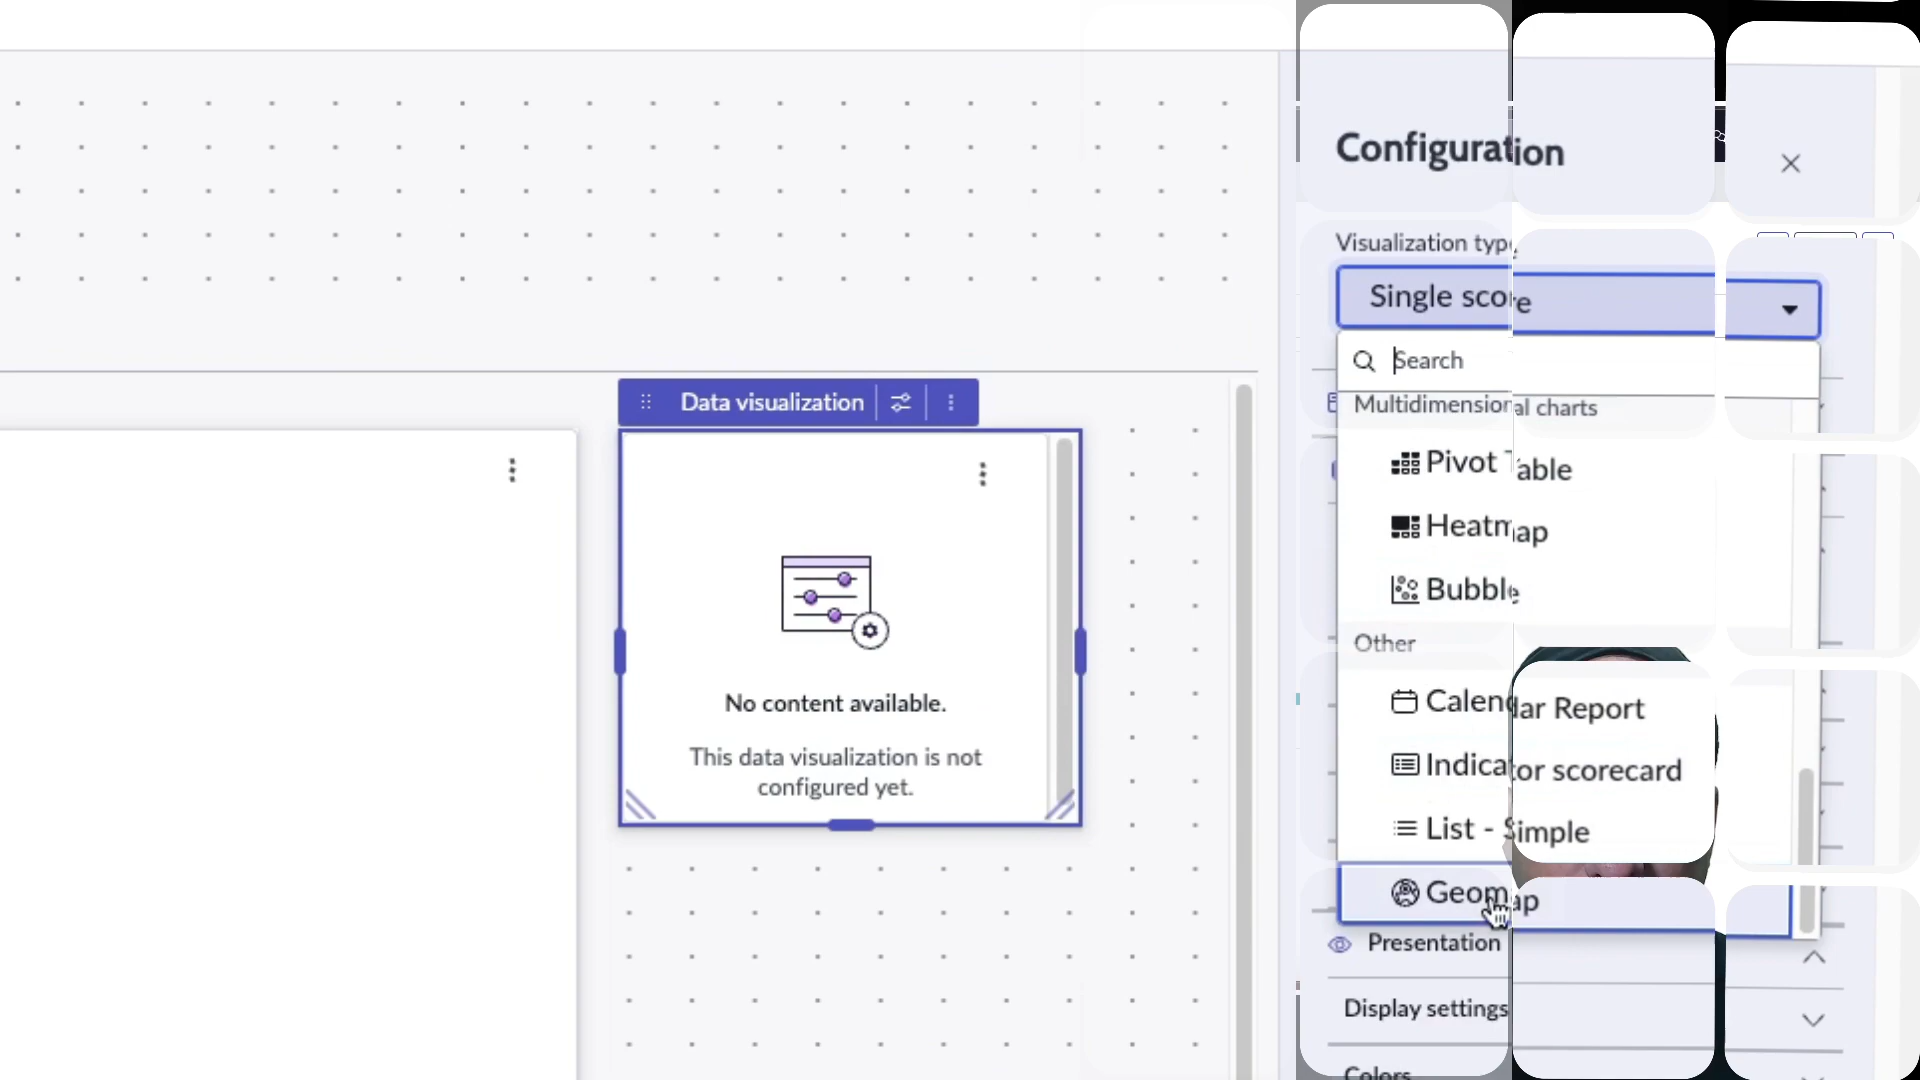 Configuration
Visualization type
Single score
Search
Multidimensional charts
Data visualization
Pivot Table
Heatmap
Bubble
Other
No content available.
Calendar Report
This data visualization is not
configured yet.
Indicator scorecard
List - Simple
Geomap
Presentation
Display settings
Colors